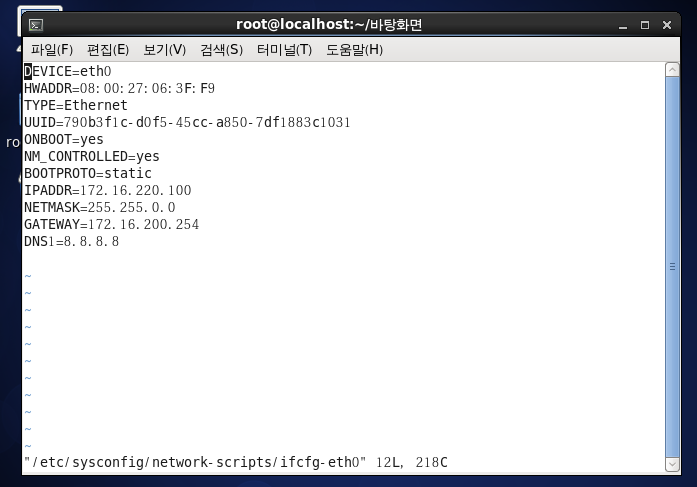 root@localhost:~/바탕화면
파일(F) 편집(E) 보기(V) 검색(S) 터미널(T) 도움말(H)
DEVICE=eth0
HWADDR=08:00:27:06:3F:F9
TYPE=Ethernet
UUID=790b3f1c-d0f5-45cc-a850-7df1883c1031
ONBOOT=yes
NM_CONTROLLED=yes
BOOTPROTO=static
IPADDR=172.16.220.100
NETMASK=255.255.0.0
GATEWAY=172.16.200.254
DNS1=8.8.8.8
~
~
~
~
~
~
~
~
~
~
~
"/etc/sysconfig/network-scripts/ifcfg-eth0" 12L, 218C